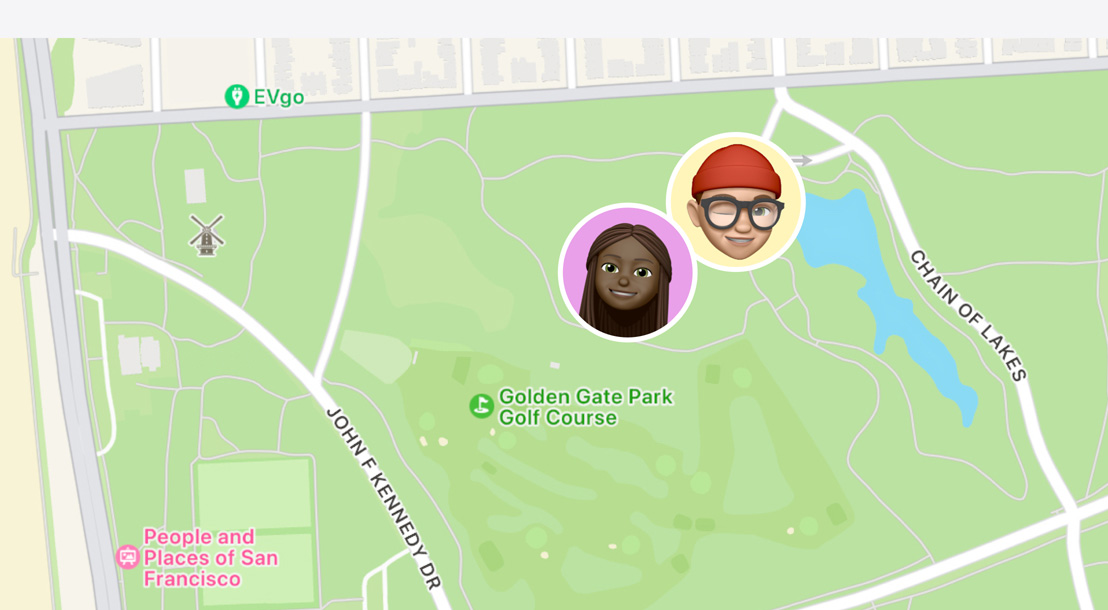 EVgo
CHAIN OF LAKES
Golden Gate Park
Golf Course
JOHN F KENNEDY DR
People and
Places of San
Francisco